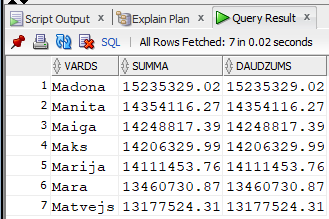 Script Output × Explain Plan × Query Result ×
SQL | All Rows Fetched: 7 in 0.02 seconds
VARDS SUMMA DAUDZUMS
1 Madona 15235329.02 15235329.02
2 Manita 14354116.27 14354116.27
3 Maiga 14248817.39 14248817.39
4 Maks 14206329.99 14206329.99
5 Marija 14111453.76 14111453.76
6 Mara 13460730.87 13460730.87
7 Matvejs 13177524.31 13177524.31